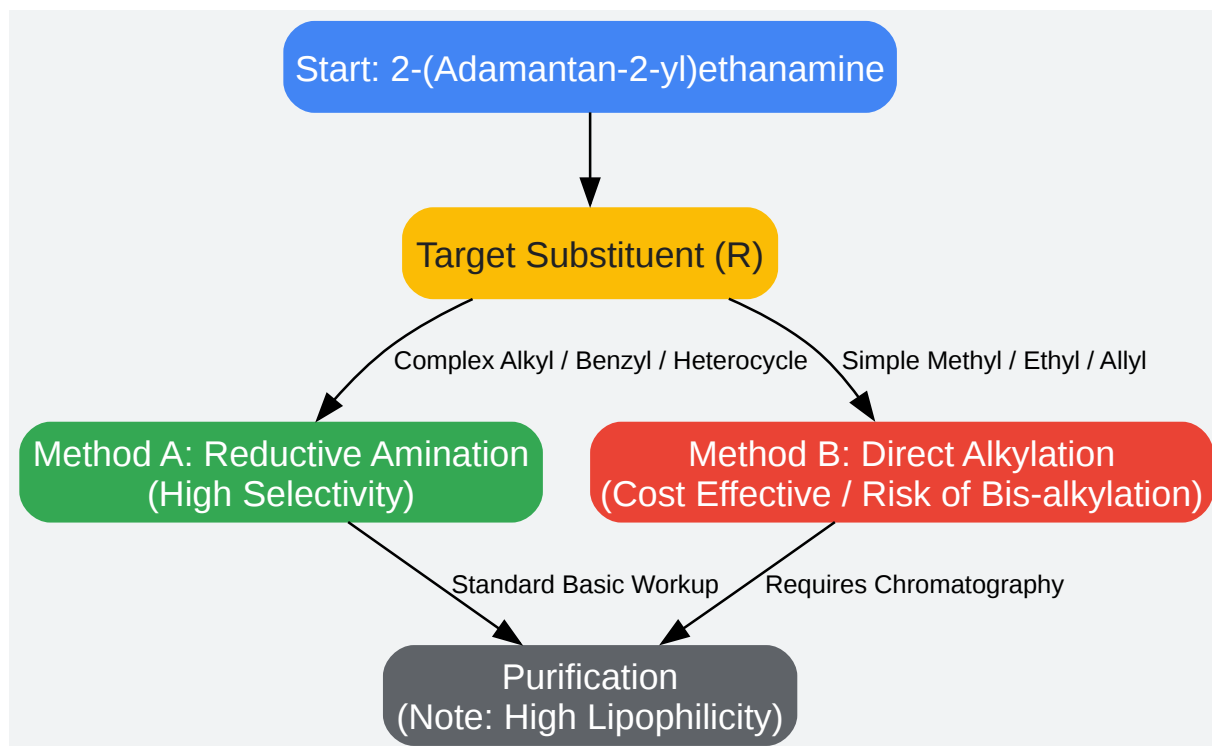 Start: 2-(Adamantan-2-yl)ethanamine
Target Substituent (R)
Complex Alkyl / Benzyl / Heterocycle
Simple Methyl / Ethyl / Allyl
Method A: Reductive Amination
(High Selectivity)
Method B: Direct Alkylation
(Cost Effective / Risk of Bis-alkylation)
Standard Basic Workup
Requires Chromatography
Purification
(Note: High Lipophilicity)